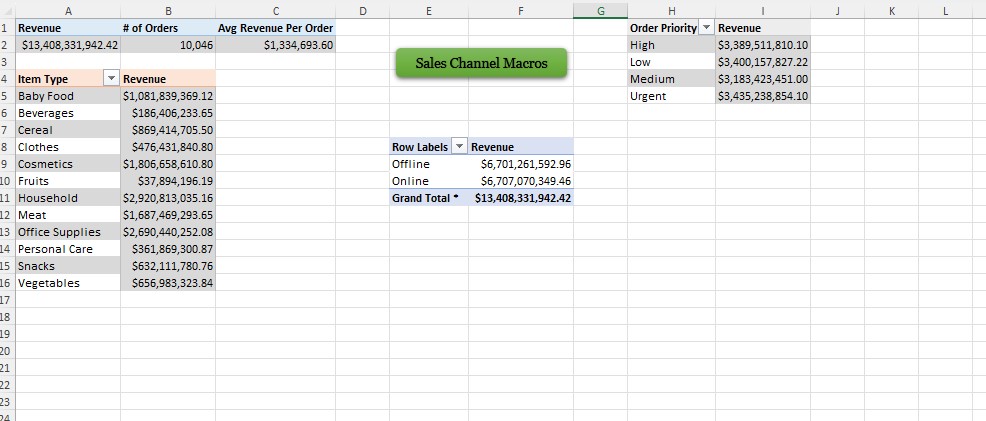 A B C D E F G H I J K L
1 Revenue # of Orders Avg Revenue Per Order Order Priority Revenue
2 $13,408,331,942.42 10,046 $1,334,693.60 High $3,389,511,810.10
Sales Channel Macros
3 Low $3,400,157,827.22
4 Item Type Revenue Medium $3,183,423,451.00
5 Baby Food $1,081,839,369.12 Urgent $3,435,238,854.10
6 Beverages $186,406,233.65
7 Cereal $869,414,705.50
8 Clothes $476,431,840.80 Row Labels Revenue
9 Cosmetics $1,806,658,610.80 Offline $6,701,261,592.96
10 Fruits $37,894,196.19 Online $6,707,070,349.46
11 Household $2,920,813,035.16 Grand Total * $13,408,331,942.42
12 Meat $1,687,469,293.65
13 Office Supplies $2,690,440,252.08
14 Personal Care $361,869,300.87
15 Snacks $632,111,780.76
16 Vegetables $656,983,323.84
17
18
19
20
21
22
23
24